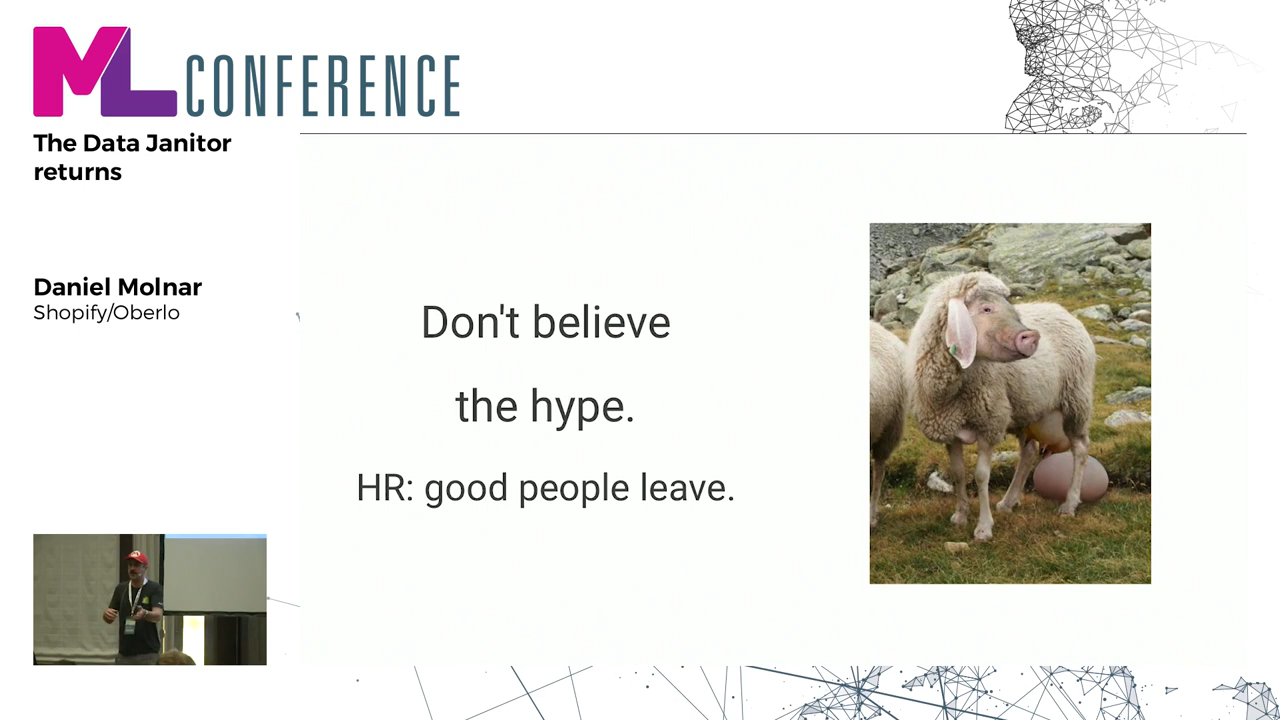 ML CONFERENCE
The Data Janitor
returns
Daniel Molnar
Shopify/Oberlo
Don't believe
the hype.
HR: good people leave.